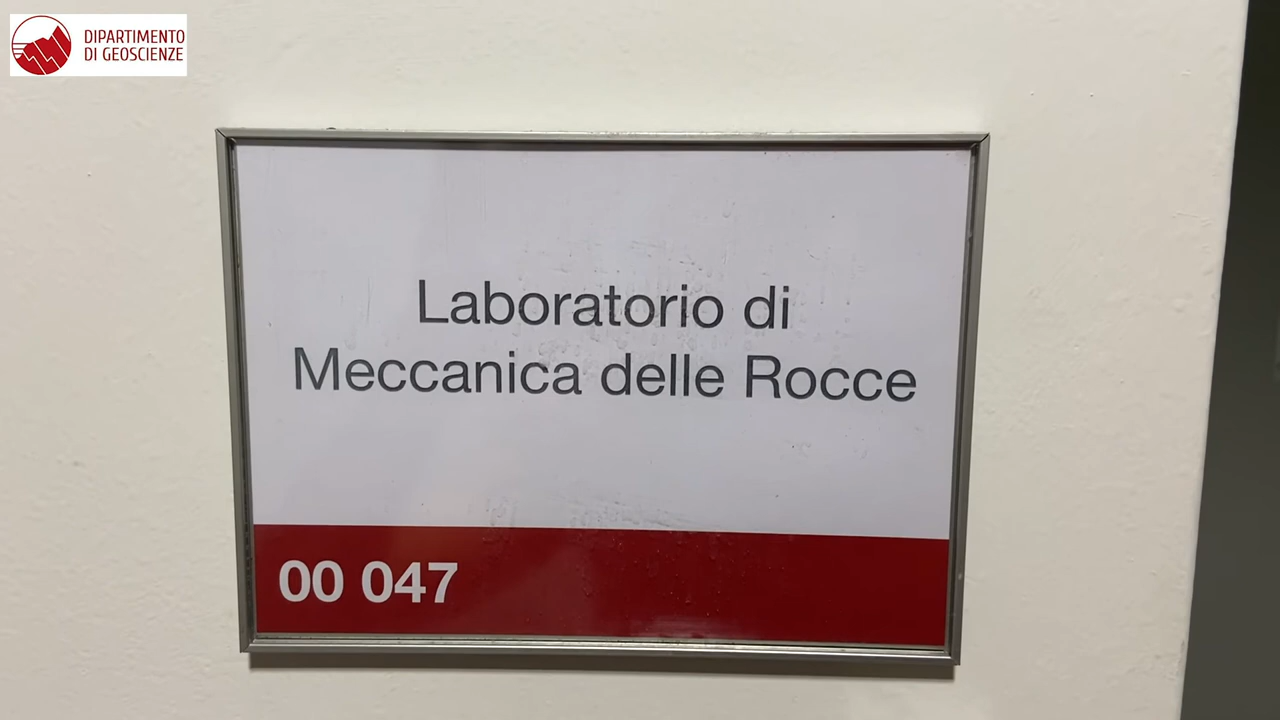 DIPARTIMENTO
DI GEOSCIENZE
Laboratorio di
Meccanica delle Rocce
00 047